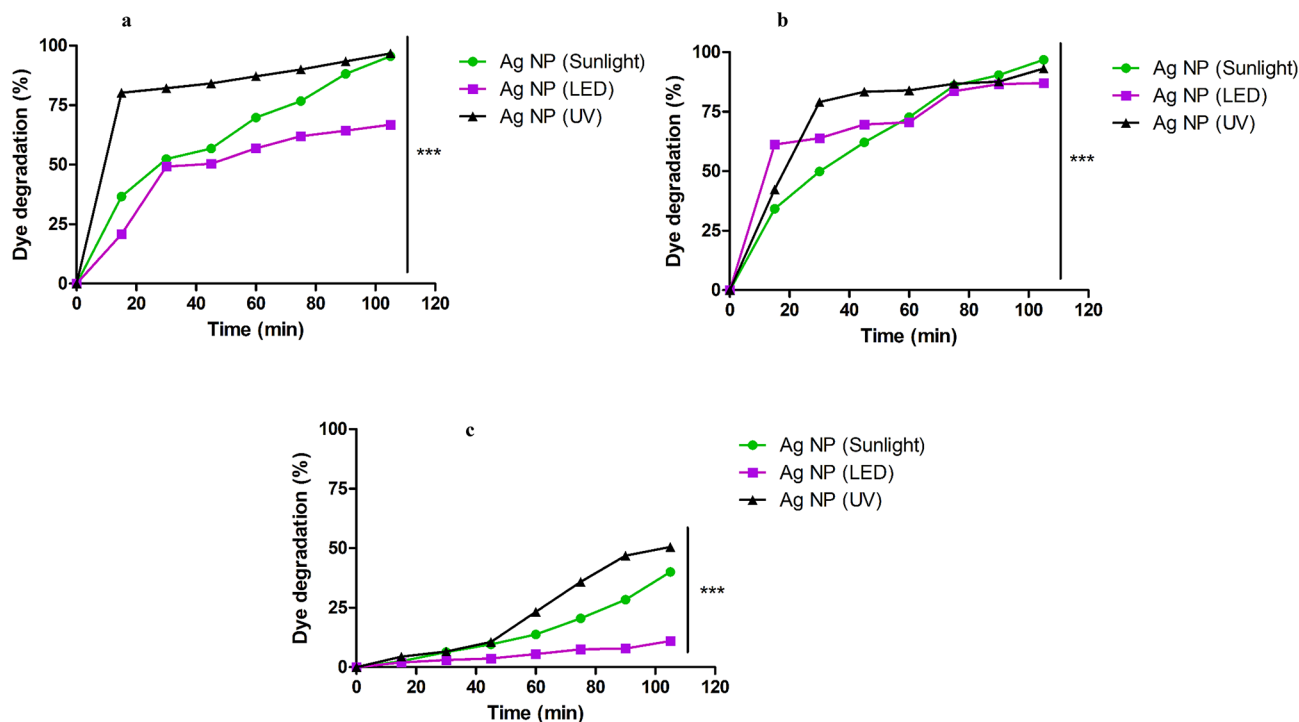 a
100
75
50
25
0
Dye degradation (%)
0 20 40 60 80 100 120
Time (min)
Ag NP (Sunlight)
Ag NP (LED)
Ag NP (UV)
***
b
100
75
50
25
0
Dye degradation (%)
0 20 40 60 80 100 120
Time (min)
Ag NP (Sunlight)
Ag NP (LED)
Ag NP (UV)
***
c
100
75
50
25
0
Dye degradation (%)
0 20 40 60 80 100 120
Time (min)
Ag NP (Sunlight)
Ag NP (LED)
Ag NP (UV)
***